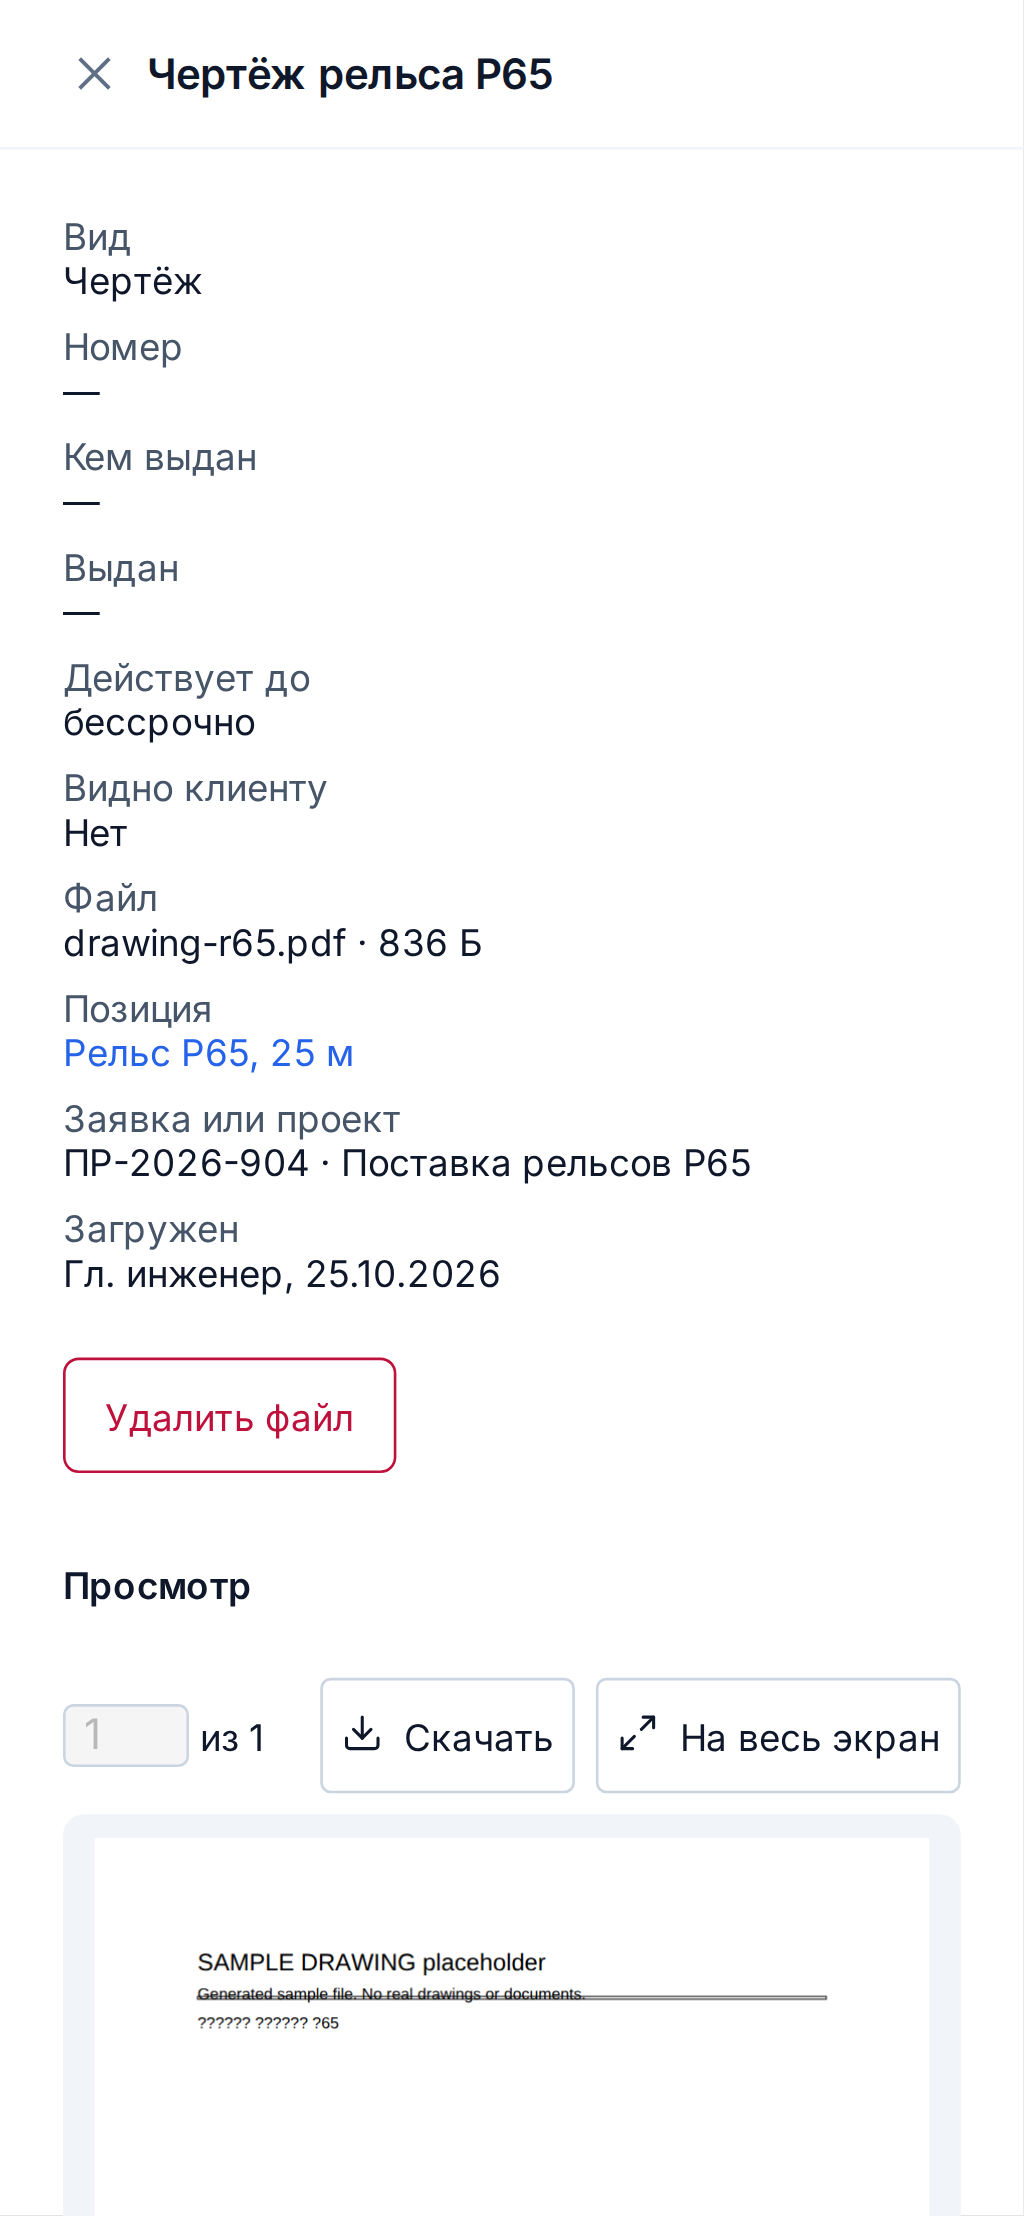 Чертёж рельса Р65
Вид
Чертёж
Номер
—
Кем выдан
—
Выдан
—
Действует до
бессрочно
Видно клиенту
Нет
Файл
drawing-r65.pdf · 836 Б
Позиция
Рельс Р65, 25 м
Заявка или проект
ПР-2026-904 · Поставка рельсов Р65
Загружен
Гл. инженер, 25.10.2026
Удалить файл
Просмотр
1 из 1 Скачать На весь экран
SAMPLE DRAWING placeholder
Generated sample file. No real drawings or documents.
?????? ?????? ?65